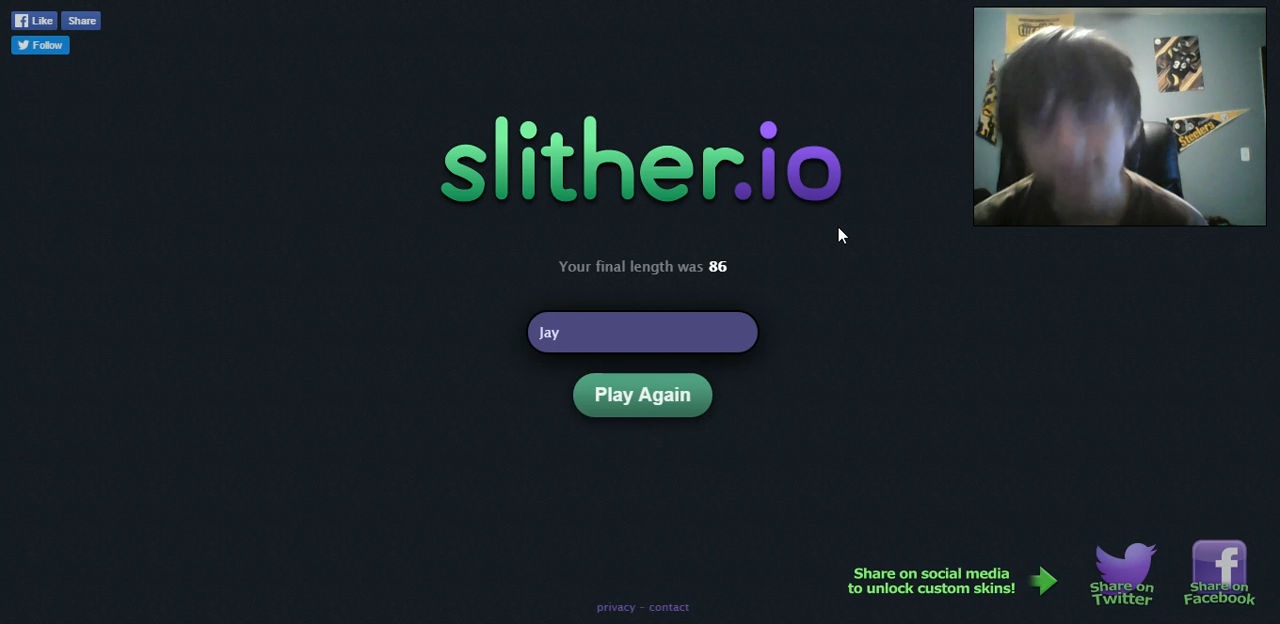 Like Share
Follow
slither.io
Steelers
Your final length was 86
Jay
Play Again
Share on social media
to unlock custom skins!
Share on
Twitter
Share on
Facebook
privacy - contact